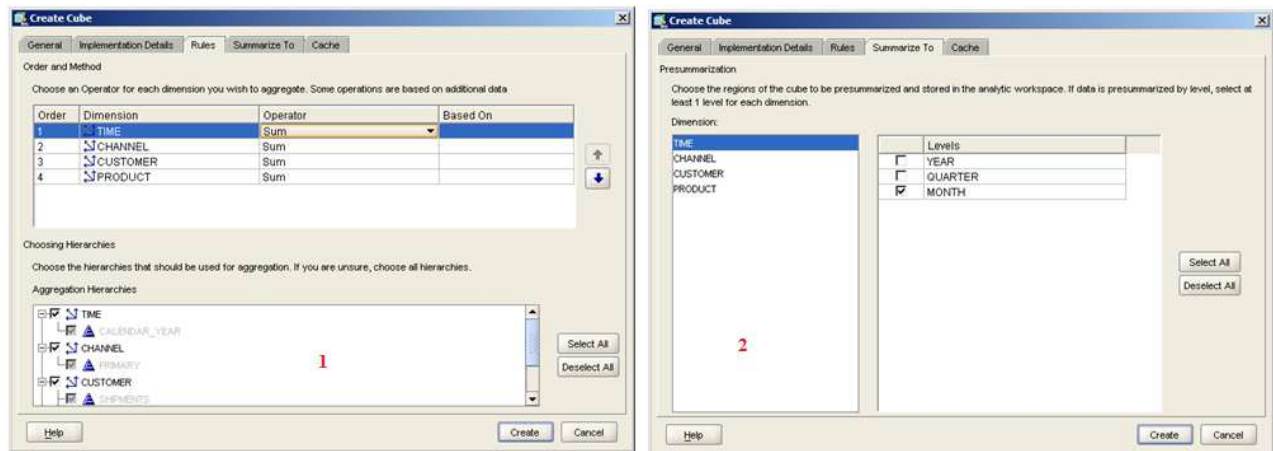 Create Cube
General Implementation Details Rules Summarize To Cache
Order and Method
Choose an Operator for each dimension you wish to aggregate. Some operations are based on additional data
Order Dimension Operator Based On
1 TIME Sum
2 CHANNEL Sum
3 CUSTOMER Sum
4 PRODUCT Sum
Choosing Hierarchies
Choose the hierarchies that should be used for aggregation. If you are unsure, choose all hierarchies.
Aggregation Hierarchies
TIME
CALENDAR_YEAR
CHANNEL
PRIMARY
CUSTOMER
SHIPMENTS
1
Select All
Deselect All
Help Create Cancel
Create Cube
General Implementation Details Rules Summarize To Cache
Presummarization
Choose the regions of the cube to be presummarized and stored in the analytic workspace. If data is presummarized by level, select at
least 1 level for each dimension.
Dimension:
TIME
CHANNEL
CUSTOMER
PRODUCT
Levels
YEAR
QUARTER
MONTH
2
Select All
Deselect All
Help Create Cancel